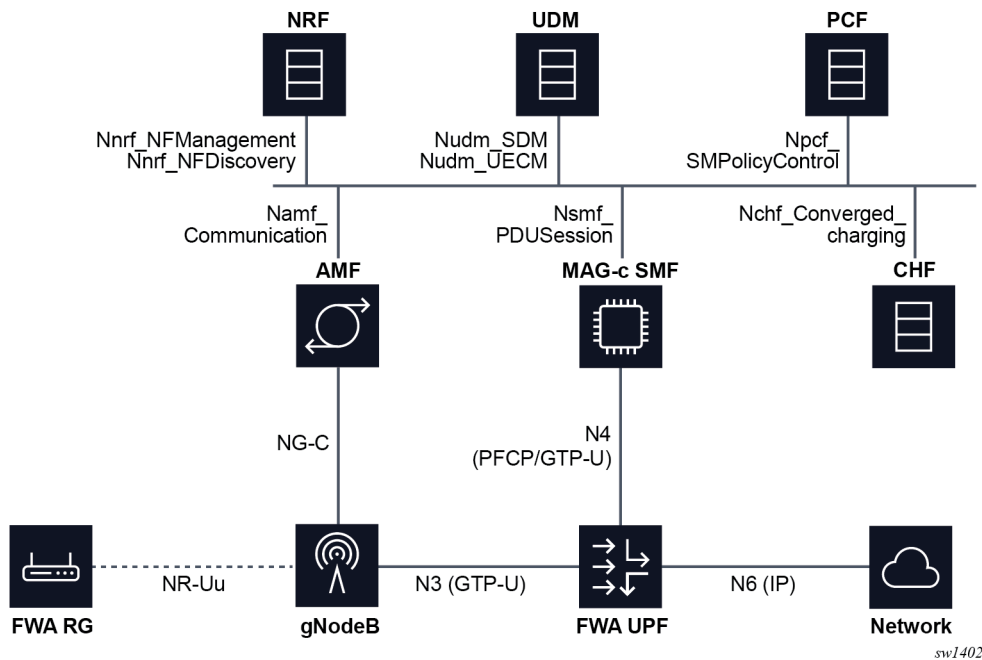 NRF
UDM
PCF
Nnrf_NFManagement
Nnrf_NFDiscovery
Nudm_SDM
Nudm_UECM
Npcf_
SMPolicyControl
Namf_
Communication
Nsmf_
PDUSession
Nchf_Converged_
charging
AMF
MAG-c SMF
CHF
NG-C
N4
(PFCP/GTP-U)
NR-Uu
N3 (GTP-U)
N6 (IP)
FWA RG
gNodeB
FWA UPF
Network
sw1402